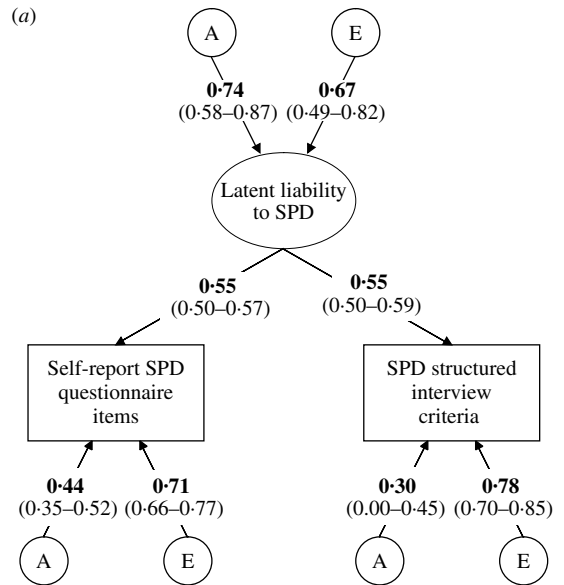 (a)
A E
0·74 0·67
(0·58–0·87) (0·49–0·82)
Latent liability
to SPD
0·55 0·55
(0·50–0·57) (0·50–0·59)
Self-report SPD
questionnaire
items
SPD structured
interview
criteria
0·44 0·71 0·30 0·78
(0·35–0·52) (0·66–0·77) (0.00–0·45) (0·70–0·85)
A E A E